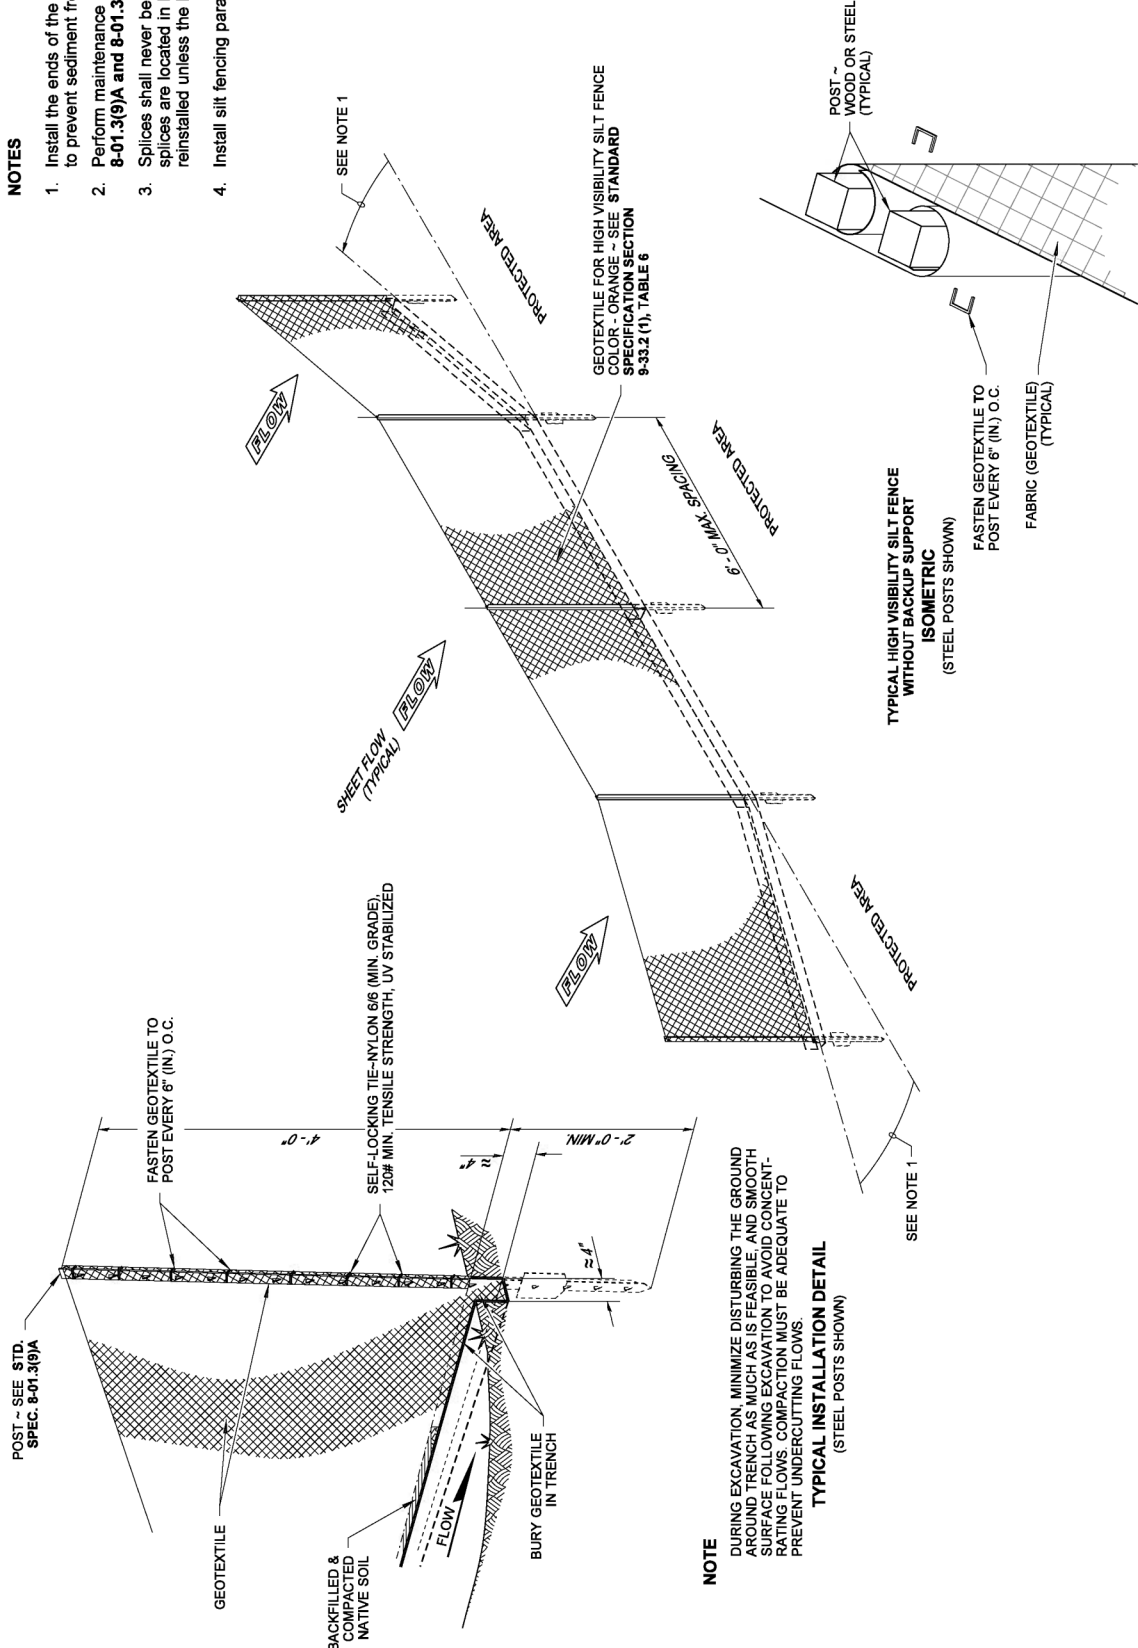 NOTES
1. Install the ends of the
to prevent sediment fr
2. Perform maintenance
8-01.3(9)A and 8-01.3
3. Splices shall never be
splices are located in
reinstalled unless the
4. Install silt fencing para
POST ~ SEE STD.
SPEC. 8-01.3(9)A
FASTEN GEOTEXTILE TO
POST EVERY 6" (IN.) O.C.
SELF-LOCKING TIE~NYLON 6/6 (MIN. GRADE),
120# MIN. TENSILE STRENGTH, UV STABILIZED
GEOTEXTILE
4' - 0"
≈ 4"
2' - 0" MIN.
≈ 4"
BACKFILLED &
COMPACTED
NATIVE SOIL
FLOW
BURY GEOTEXTILE
IN TRENCH
NOTE
DURING EXCAVATION, MINIMIZE DISTURBING THE GROUND
AROUND TRENCH AS MUCH AS IS FEASIBLE, AND SMOOTH
SURFACE FOLLOWING EXCAVATION TO AVOID CONCENT-
RATING FLOWS. COMPACTION MUST BE ADEQUATE TO
PREVENT UNDERCUTTING FLOWS.
TYPICAL INSTALLATION DETAIL
(STEEL POSTS SHOWN)
SHEET FLOW
(TYPICAL)
FLOW
FLOW
FLOW
SEE NOTE 1
PROTECTED AREA
GEOTEXTILE FOR HIGH VISIBILITY SILT FENCE
COLOR - ORANGE ~ SEE STANDARD
SPECIFICATION SECTION
9-33.2 (1), TABLE 6
6' - 0" MAX. SPACING
PROTECTED AREA
PROTECTED AREA
SEE NOTE 1
TYPICAL HIGH VISIBILITY SILT FENCE
WITHOUT BACKUP SUPPORT
ISOMETRIC
(STEEL POSTS SHOWN)
POST ~
WOOD OR STEEL
(TYPICAL)
FASTEN GEOTEXTILE TO
POST EVERY 6" (IN.) O.C.
FABRIC (GEOTEXTILE)
(TYPICAL)